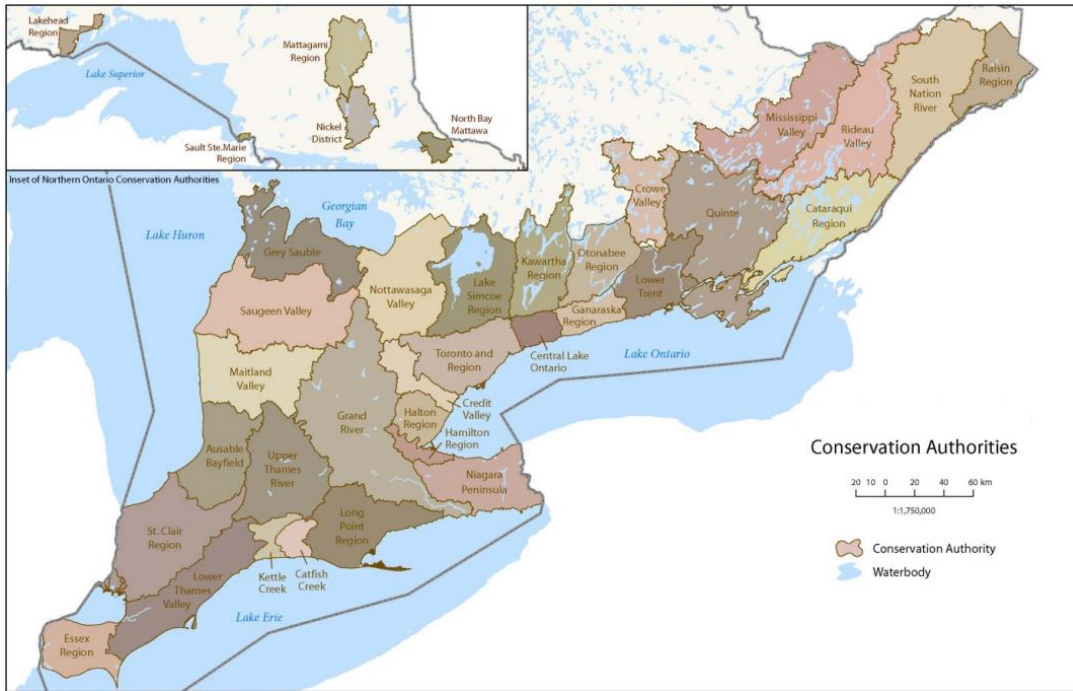 Lakehead
Region
Lake Superior
Mattagami
Region
Nickel
District
North Bay
Mattawa
Sault Ste.Marie
Region
Inset of Northern Ontario Conservation Authorities
Lake Huron
Georgian
Bay
Grey Sauble
Saugeen Valley
Nottawasaga
Valley
Lake
Simcoe
Region
Kawartha
Region
Otonabee
Region
Crowe
Valley
Quinte
Mississippi
Valley
Rideau
Valley
South
Nation
River
Raisin
Region
Cataraqui
Region
Lower
Trent
Ganaraska
Region
Central Lake
Ontario
Lake Ontario
Toronto and
Region
Maitland
Valley
Grand
River
Credit
Valley
Halton
Region
Hamilton
Region
Niagara
Peninsula
Ausable
Bayfield
Upper
Thames
River
Long
Point
Region
St. Clair
Region
Lower
Thames
Valley
Kettle
Creek
Catfish
Creek
Lake Erie
Essex
Region
Conservation Authorities
20 10 0 20 40 60 km
1:1,750,000
Conservation Authority
Waterbody